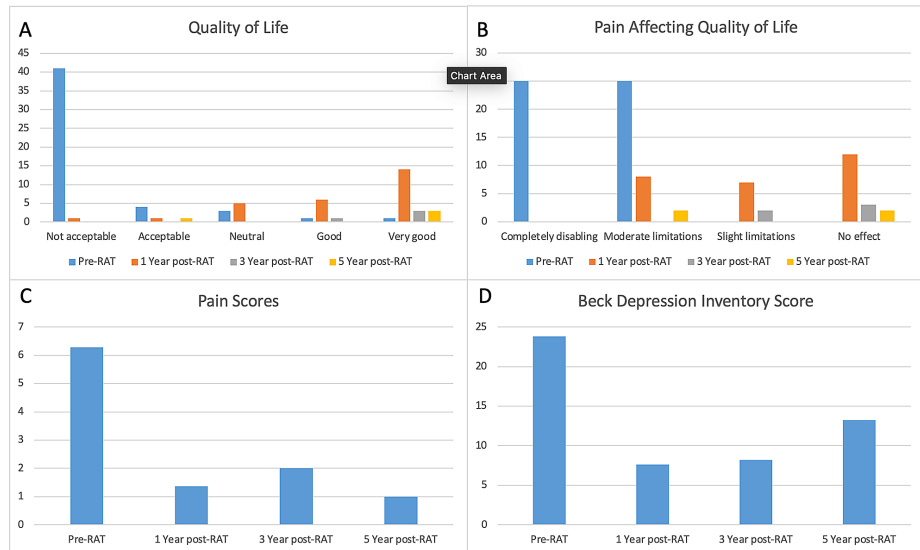 A
Quality of Life
45
40
35
30
25
20
15
10
5
0
Not acceptable Acceptable Neutral Good Very good
Pre-RAT 1 Year post-RAT 3 Year post-RAT 5 Year post-RAT
B
Pain Affecting Quality of Life
Chart Area
30
25
20
15
10
5
0
Completely disabling Moderate limitations Slight limitations No effect
Pre-RAT 1 Year post-RAT 3 Year post-RAT 5 Year post-RAT
C
Pain Scores
7
6
5
4
3
2
1
0
Pre-RAT 1 Year post-RAT 3 Year post-RAT 5 Year post-RAT
D
Beck Depression Inventory Score
25
20
15
10
5
0
Pre-RAT 1 Year post-RAT 3 Year post-RAT 5 Year post-RAT